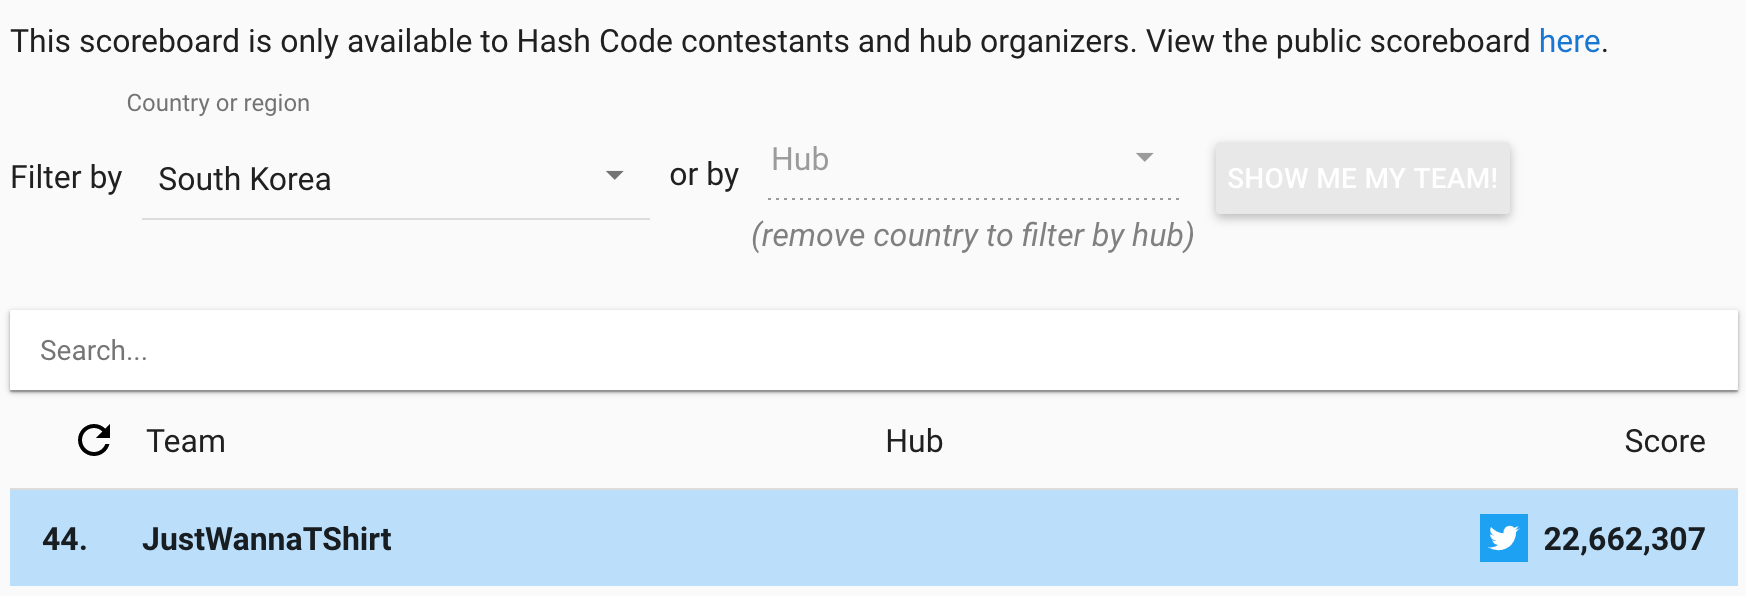 This scoreboard is only available to Hash Code contestants and hub organizers. View the public scoreboard here.
Country or region
Filter by South Korea or by Hub SHOW ME MY TEAM!
(remove country to filter by hub)
Search...
Team Hub Score
44. JustWannaTShirt 22,662,307